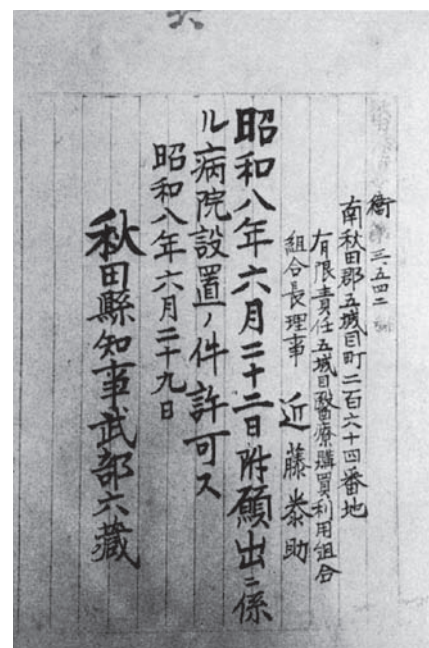 衛第三、五四二號
南秋田郡五城目町二百六十四番地
有限責任五城目醫療購買利用組合
組合長理事 近藤泰助
昭和八年六月二十二日附願出ニ係
ル病院設置ノ件許可ス
昭和八年六月二十九日
秋田縣知事武部六藏